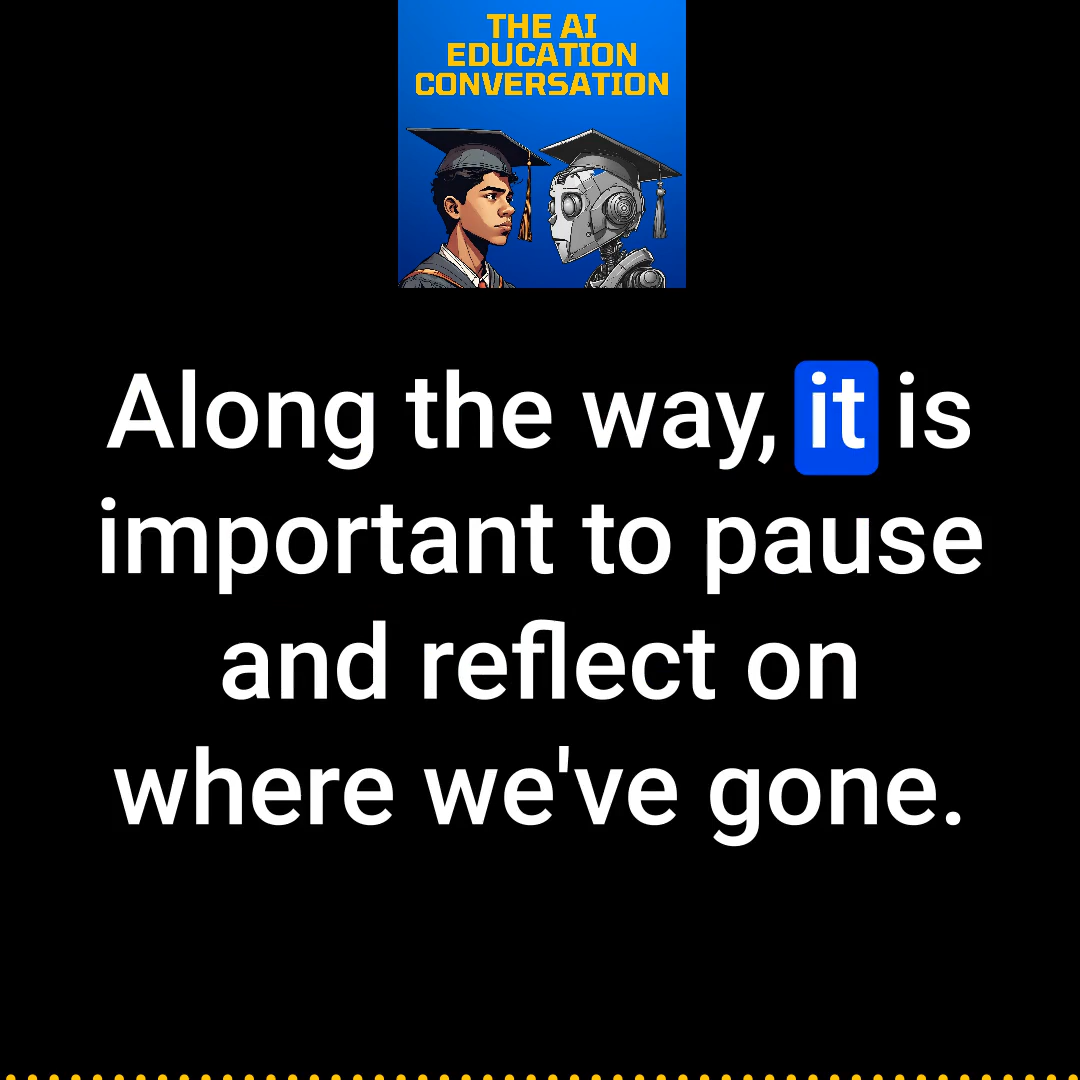 THE AI
EDUCATION
CONVERSATION
Along the way, it is
important to pause
and reflect on
where we've gone.